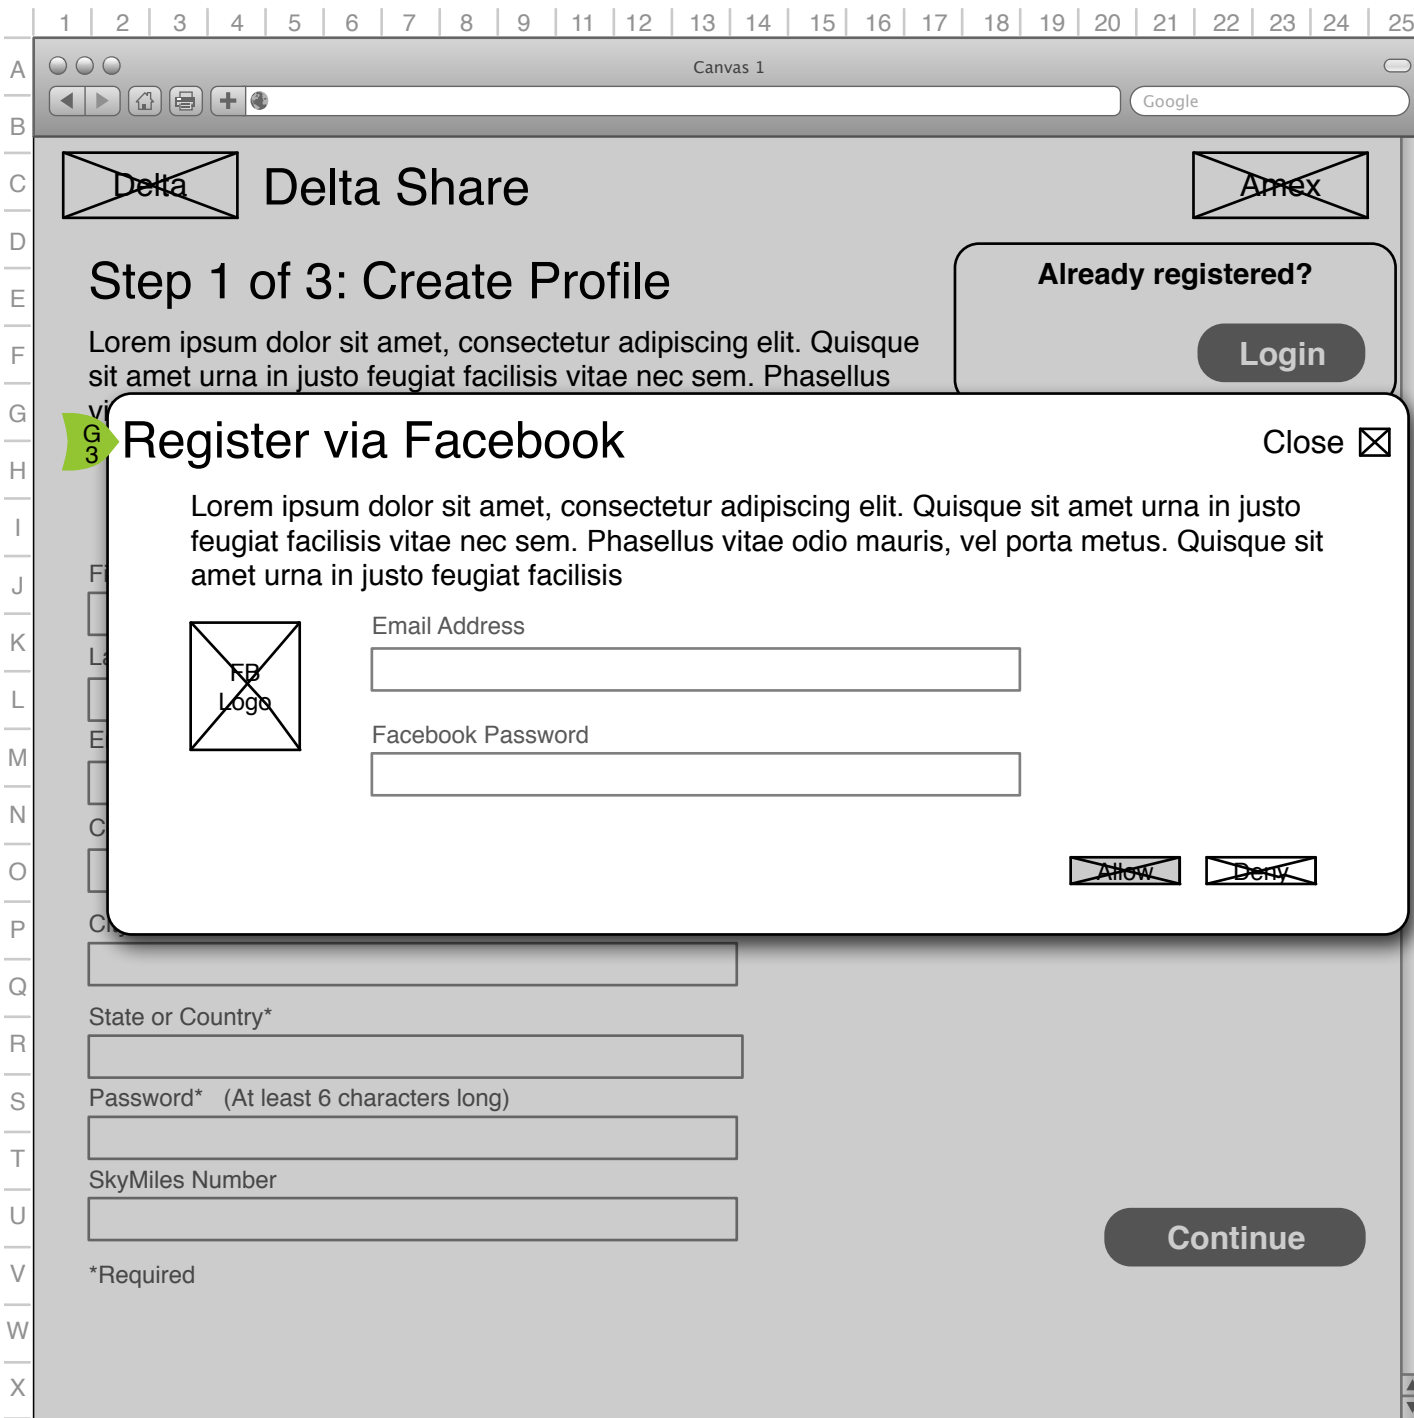 1 2 3 4 5 6 7 8 9 11 12 13 14 15 16 17 18 19 20 21 22 23 24 25
A
B
C
D
E
F
G
H
I
J
K
L
M
N
O
P
Q
R
S
T
U
V
W
X
Canvas 1
Google
Delta
Delta Share
Amex
Step 1 of 3: Create Profile
Already registered?
Login
Lorem ipsum dolor sit amet, consectetur adipiscing elit. Quisque
sit amet urna in justo feugiat facilisis vitae nec sem. Phasellus
G
3
Register via Facebook
Close
Lorem ipsum dolor sit amet, consectetur adipiscing elit. Quisque sit amet urna in justo
feugiat facilisis vitae nec sem. Phasellus vitae odio mauris, vel porta metus. Quisque sit
amet urna in justo feugiat facilisis
FB
Logo
Email Address
Facebook Password
Allow
Deny
State or Country*
Password* (At least 6 characters long)
SkyMiles Number
Continue
*Required